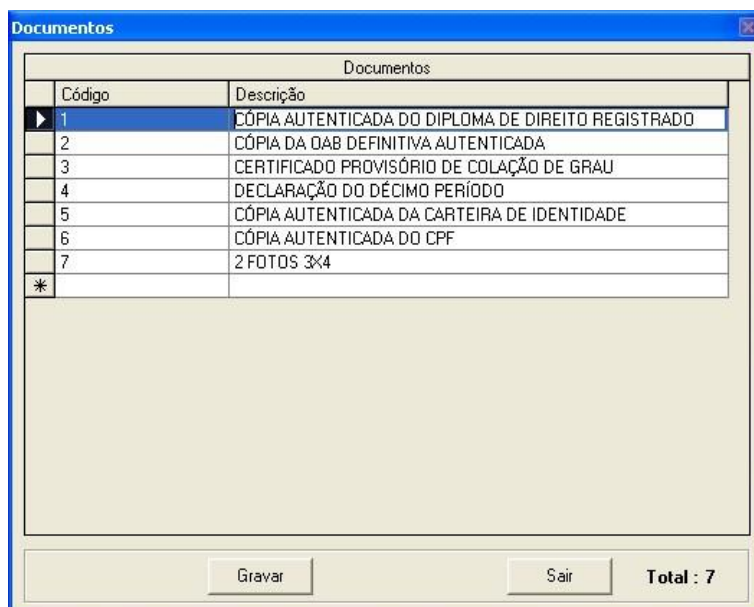 Documentos
Documentos
Código Descrição
1 CÓPIA AUTENTICADA DO DIPLOMA DE DIREITO REGISTRADO
2 CÓPIA DA OAB DEFINITIVA AUTENTICADA
3 CERTIFICADO PROVISÓRIO DE COLAÇÃO DE GRAU
4 DECLARAÇÃO DO DÉCIMO PERÍODO
5 CÓPIA AUTENTICADA DA CARTEIRA DE IDENTIDADE
6 CÓPIA AUTENTICADA DO CPF
7 2 FOTOS 3X4
Gravar Sair Total : 7